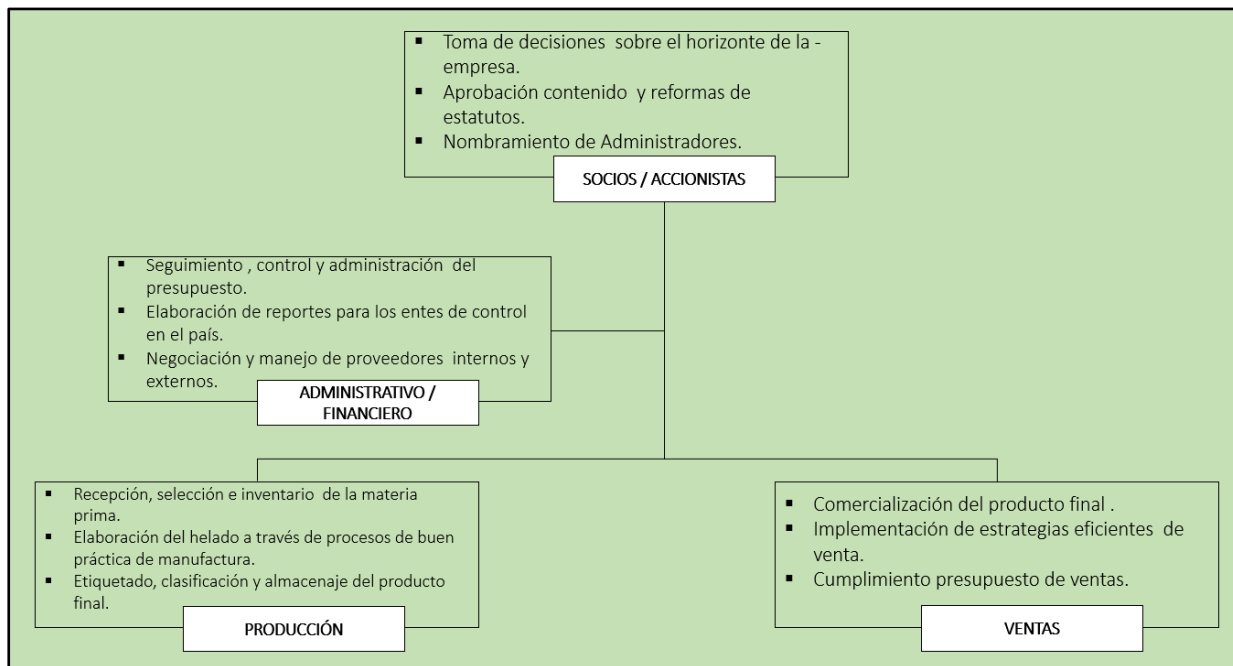 ▪ Toma de decisiones sobre el horizonte de la -
empresa.
▪ Aprobación contenido y reformas de
estatutos.
▪ Nombramiento de Administradores.
SOCIOS / ACCIONISTAS
▪ Seguimiento , control y administración del
presupuesto.
▪ Elaboración de reportes para los entes de control
en el país.
▪ Negociación y manejo de proveedores internos y
externos.
ADMINISTRATIVO /
FINANCIERO
▪ Recepción, selección e inventario de la materia
prima.
▪ Elaboración del helado a través de procesos de buen
práctica de manufactura.
▪ Etiquetado, clasificación y almacenaje del producto
final.
PRODUCCIÓN
▪ Comercialización del producto final .
▪ Implementación de estrategias eficientes de
venta.
▪ Cumplimiento presupuesto de ventas.
VENTAS